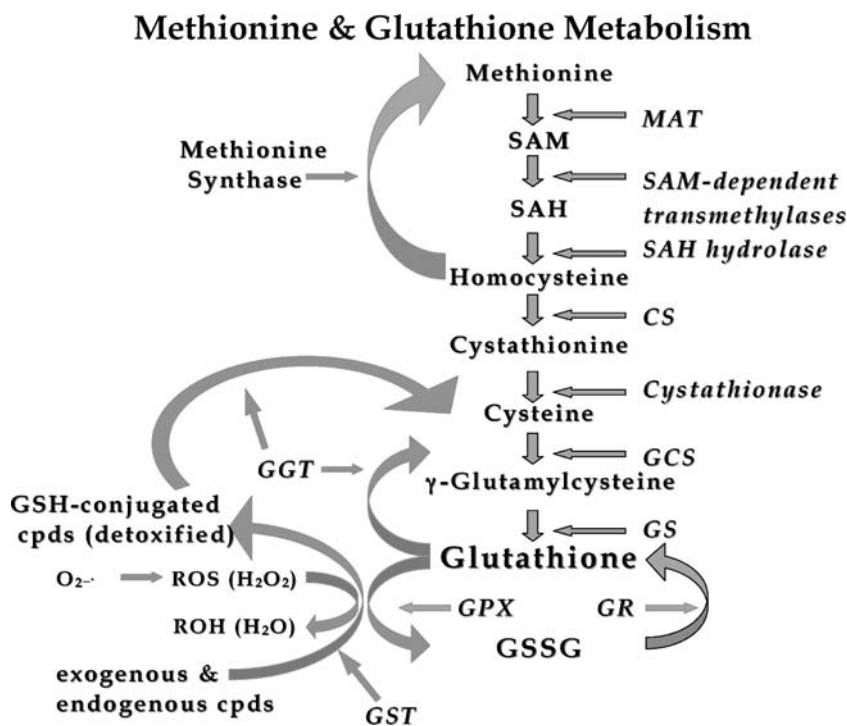 Methionine & Glutathione Metabolism
Methionine
MAT
SAM
Methionine
Synthase
SAM-dependent
transmethylases
SAH
SAH hydrolase
Homocysteine
CS
Cystathionine
Cystathionase
Cysteine
GGT
GCS
γ-Glutamylcysteine
GSH-conjugated
cpds (detoxified)
GS
Glutathione
O₂₋· ROS (H₂O₂)
GPX
GR
ROH (H₂O)
GSSG
exogenous &
endogenous cpds
GST